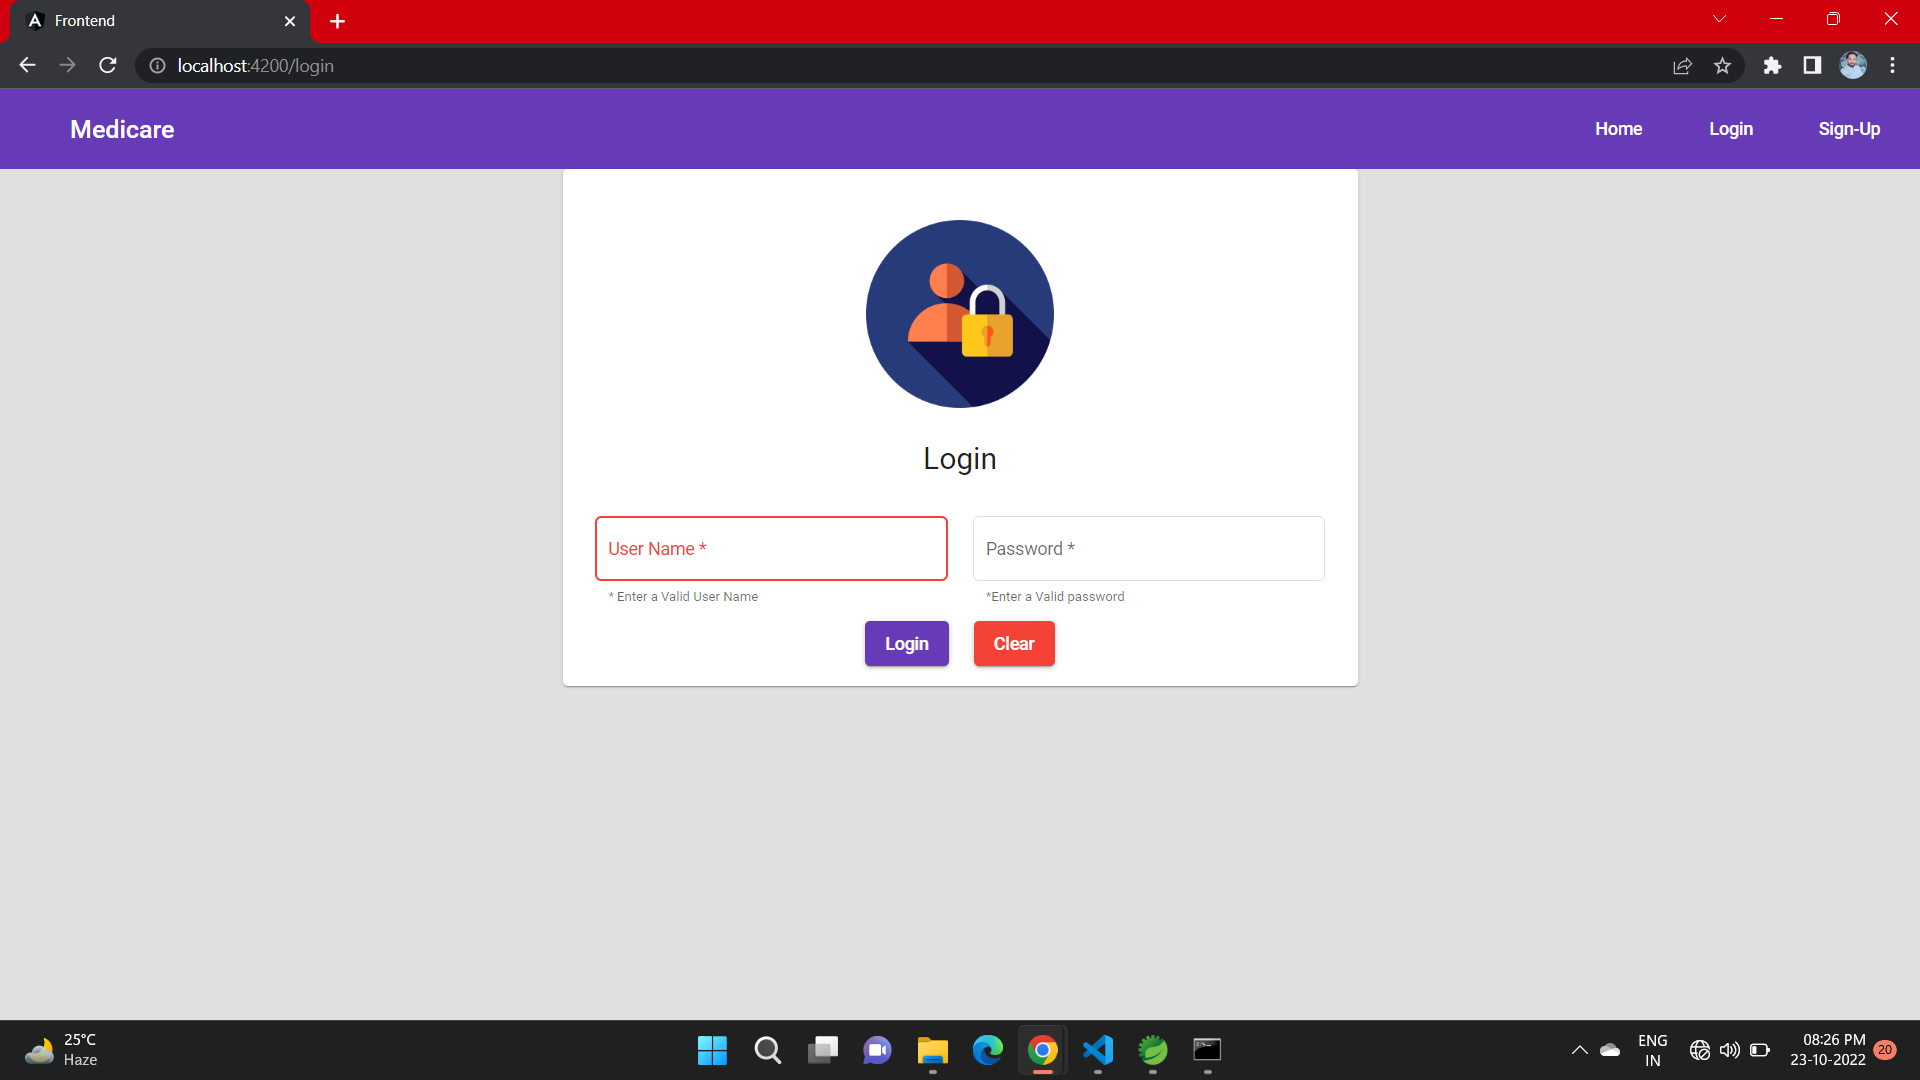 Frontend
localhost:4200/login
Medicare
Home Login Sign-Up
Login
User Name * Password *
* Enter a Valid User Name *Enter a Valid password
Login Clear
25°C
Haze
ENG
IN
08:26 PM
23-10-2022
20